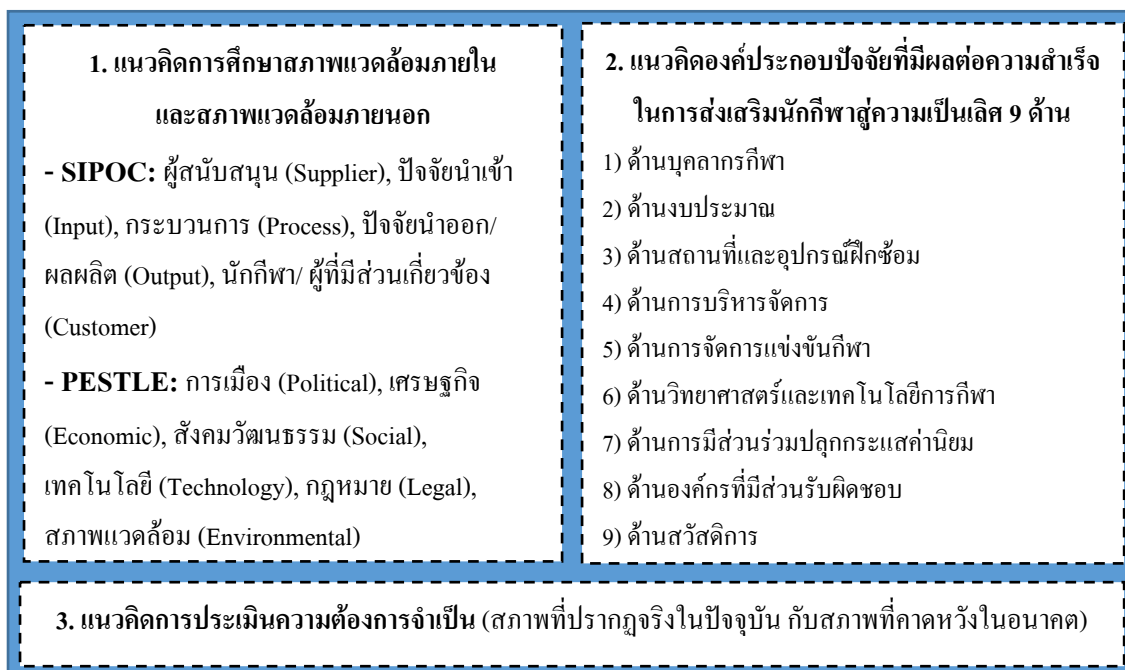 1. แนวคิดการศึกษาสภาพแวดล้อมภายใน
และสภาพแวดล้อมภายนอก
- SIPOC: ผู้สนับสนุน (Supplier), ปัจจัยนำเข้า
(Input), กระบวนการ (Process), ปัจจัยนำออก/
ผลผลิต (Output), นักกีฬา/ ผู้ที่มีส่วนเกี่ยวข้อง
(Customer)
- PESTLE: การเมือง (Political), เศรษฐกิจ
(Economic), สังคมวัฒนธรรม (Social),
เทคโนโลยี (Technology), กฎหมาย (Legal),
สภาพแวดล้อม (Environmental)
2. แนวคิดองค์ประกอบปัจจัยที่มีผลต่อความสำเร็จ
ในการส่งเสริมนักกีฬาสู่ความเป็นเลิศ 9 ด้าน
1) ด้านบุคลากรกีฬา
2) ด้านงบประมาณ
3) ด้านสถานที่และอุปกรณ์ฝึกซ้อม
4) ด้านการบริหารจัดการ
5) ด้านการจัดการแข่งขันกีฬา
6) ด้านวิทยาศาสตร์และเทคโนโลยีการกีฬา
7) ด้านการมีส่วนร่วมปลุกกระแสค่านิยม
8) ด้านองค์กรที่มีส่วนรับผิดชอบ
9) ด้านสวัสดิการ
3. แนวคิดการประเมินความต้องการจำเป็น (สภาพที่ปรากฏจริงในปัจจุบัน กับสภาพที่คาดหวังในอนาคต)